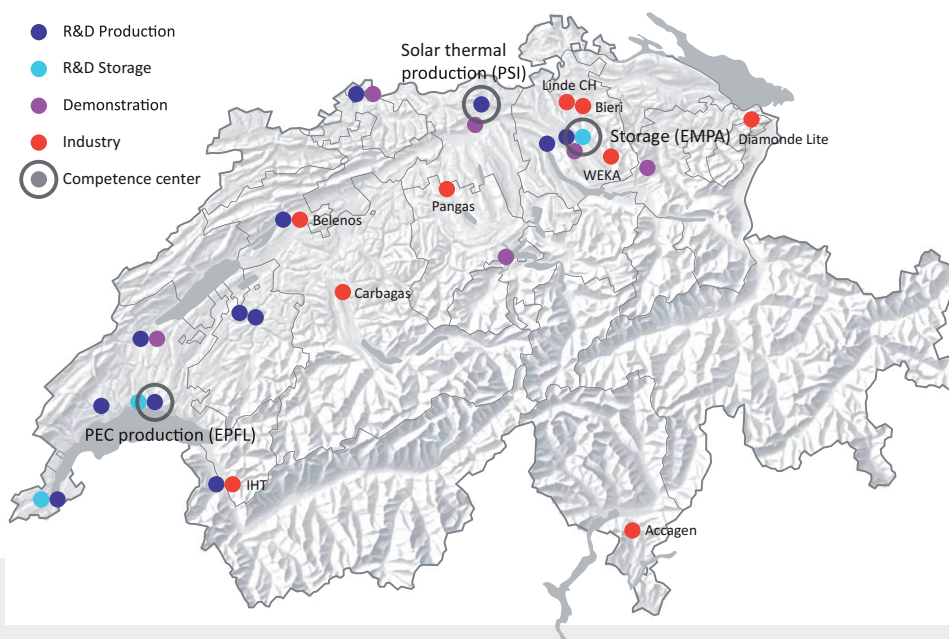 R&D Production
R&D Storage
Demonstration
Industry
Competence center
Solar thermal
production (PSI)
Linde CH
Bieri
Storage (EMPA)
Diamonde Lite
WEKA
Pangas
Belenos
Carbagas
PEC production (EPFL)
IHT
Accagen